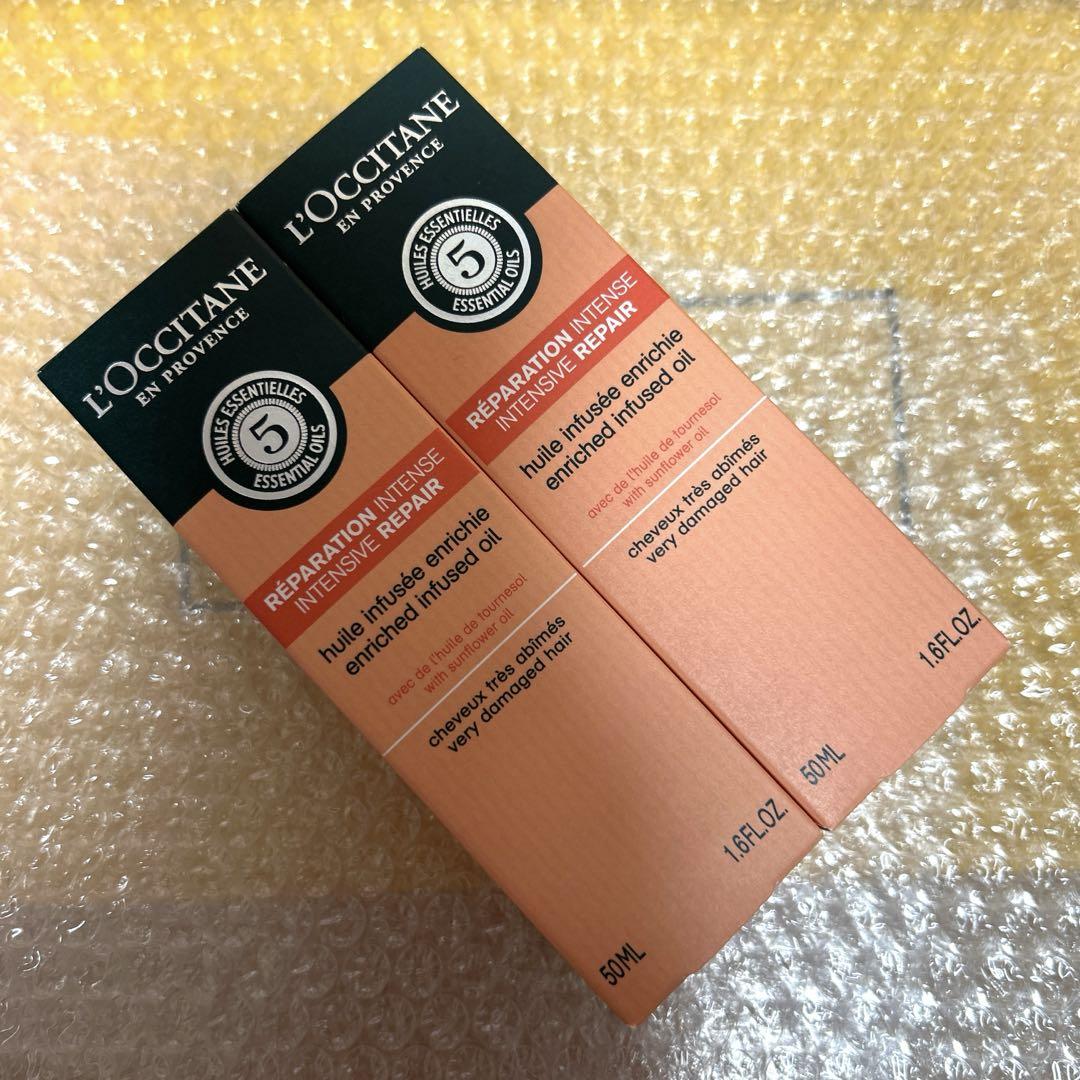 L'OCCITANE
EN PROVENCE
HUILES ESSENTIELLES
5
ESSENTIAL OILS
RÉPARATION INTENSE
INTENSIVE REPAIR
huile infusée enrichie
enriched infused oil
avec de l'huile de tournesol
with sunflower oil
cheveux très abîmés
very damaged hair
50ML
1.6FL.OZ.
L'OCCITANE
EN PROVENCE
HUILES ESSENTIELLES
5
ESSENTIAL OILS
RÉPARATION INTENSE
INTENSIVE REPAIR
huile infusée enrichie
enriched infused oil
avec de l'huile de tournesol
with sunflower oil
cheveux très abîmés
very damaged hair
50ML
1.6FL.OZ.